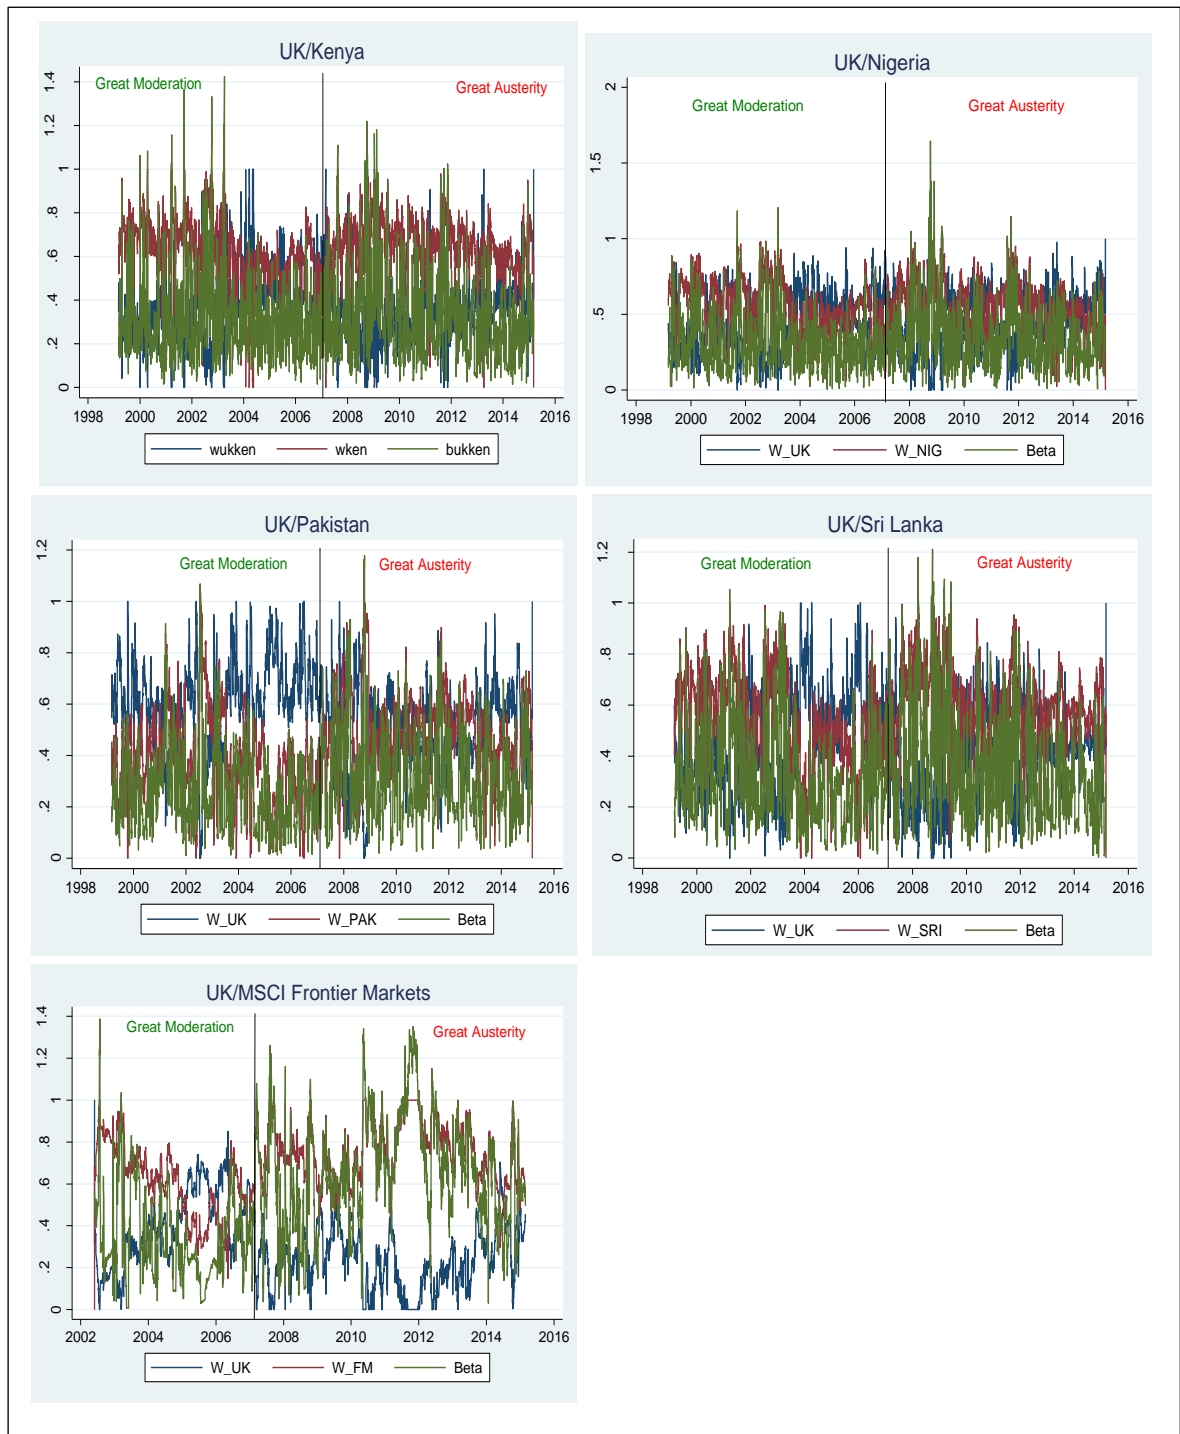 UK/Kenya
Great Moderation
Great Austerity
0 .2 .4 .6 .8 1 1.2 1.4
1998 2000 2002 2004 2006 2008 2010 2012 2014 2016
wukken wken bukken
UK/Nigeria
Great Moderation
Great Austerity
0 .5 1 1.5 2
1998 2000 2002 2004 2006 2008 2010 2012 2014 2016
W_UK W_NIG Beta
UK/Pakistan
Great Moderation
Great Austerity
0 .2 .4 .6 .8 1 1.2
1998 2000 2002 2004 2006 2008 2010 2012 2014 2016
W_UK W_PAK Beta
UK/Sri Lanka
Great Moderation
Great Austerity
0 .2 .4 .6 .8 1 1.2
1998 2000 2002 2004 2006 2008 2010 2012 2014 2016
W_UK W_SRI Beta
UK/MSCI Frontier Markets
Great Moderation
Great Austerity
0 .2 .4 .6 .8 1 1.2 1.4
2002 2004 2006 2008 2010 2012 2014 2016
W_UK W_FM Beta